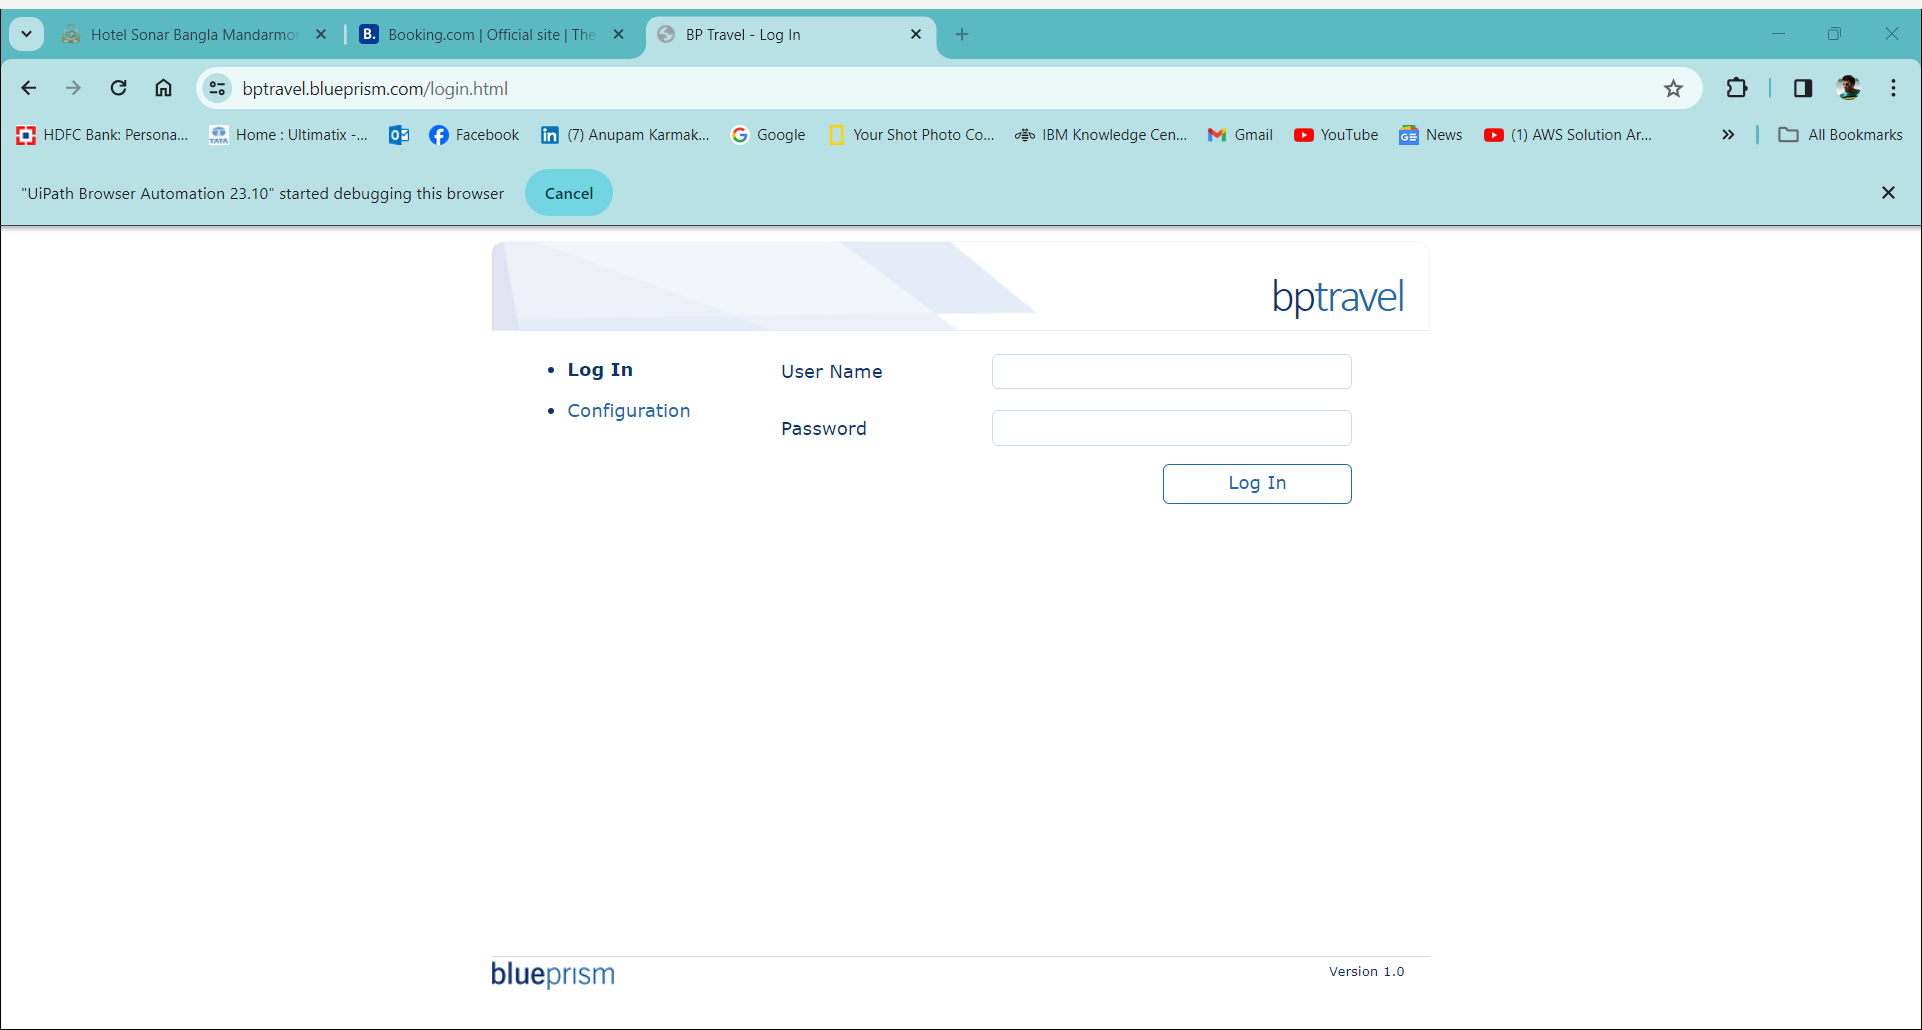 Hotel Sonar Bangla Mandarmo
B. Booking.com | Official site | The
BP Travel - Log In
bptravel.blueprism.com/login.html
HDFC Bank: Persona...
TATA Home : Ultimatix -...
Facebook
in (7) Anupam Karmak...
Google
Your Shot Photo Co...
IBM Knowledge Cen...
Gmail
YouTube
GE News
(1) AWS Solution Ar...
All Bookmarks
"UiPath Browser Automation 23.10" started debugging this browser
Cancel
bptravel
Log In
Configuration
User Name
Password
Log In
blueprism
Version 1.0